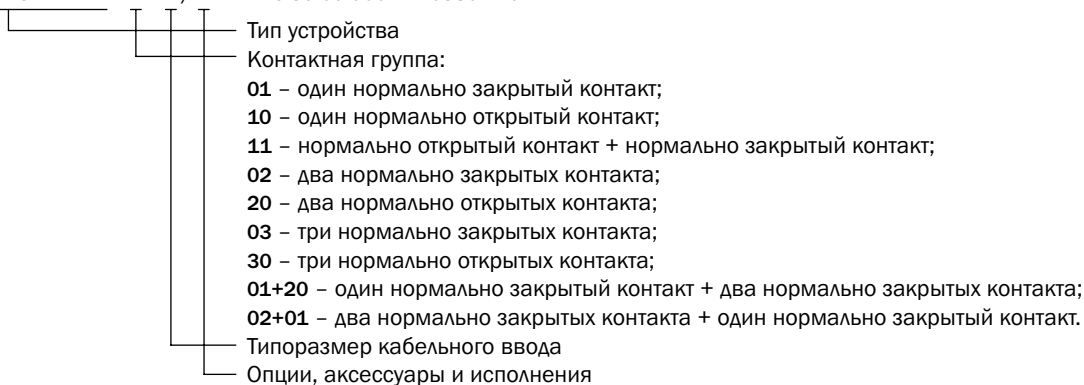 Тип устройства
Контактная группа:
01 – один нормально закрытый контакт;
10 – один нормально открытый контакт;
11 – нормально открытый контакт + нормально закрытый контакт;
02 – два нормально закрытых контакта;
20 – два нормально открытых контакта;
03 – три нормально закрытых контакта;
30 – три нормально открытых контакта;
01+20 – один нормально закрытый контакт + два нормально закрытых контакта;
02+01 – два нормально закрытых контакта + один нормально закрытый контакт.
Типоразмер кабельного ввода
Опции, аксессуары и исполнения